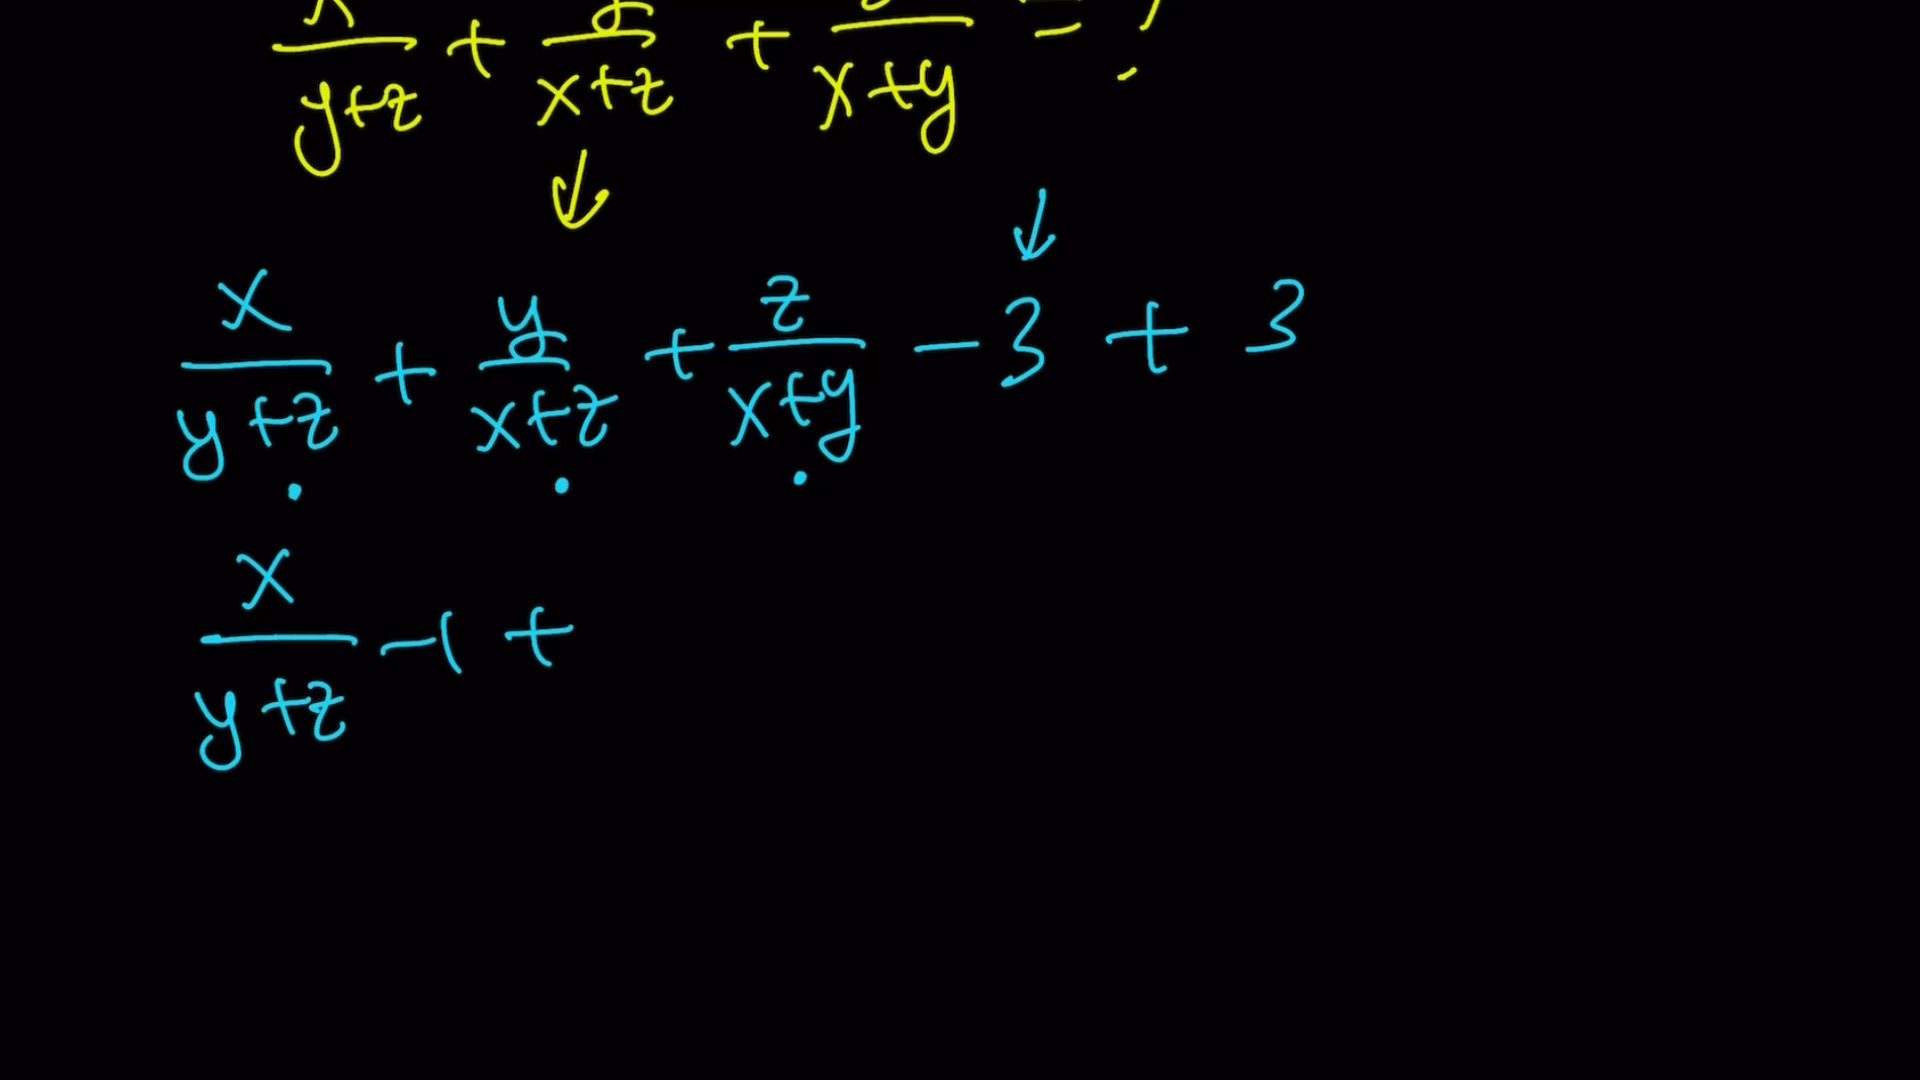 x/(y+z) + y/(x+z) + z/(x+y) = ?
x/(y+z) + y/(x+z) + z/(x+y) - 3 + 3
x/(y+z) - 1 +